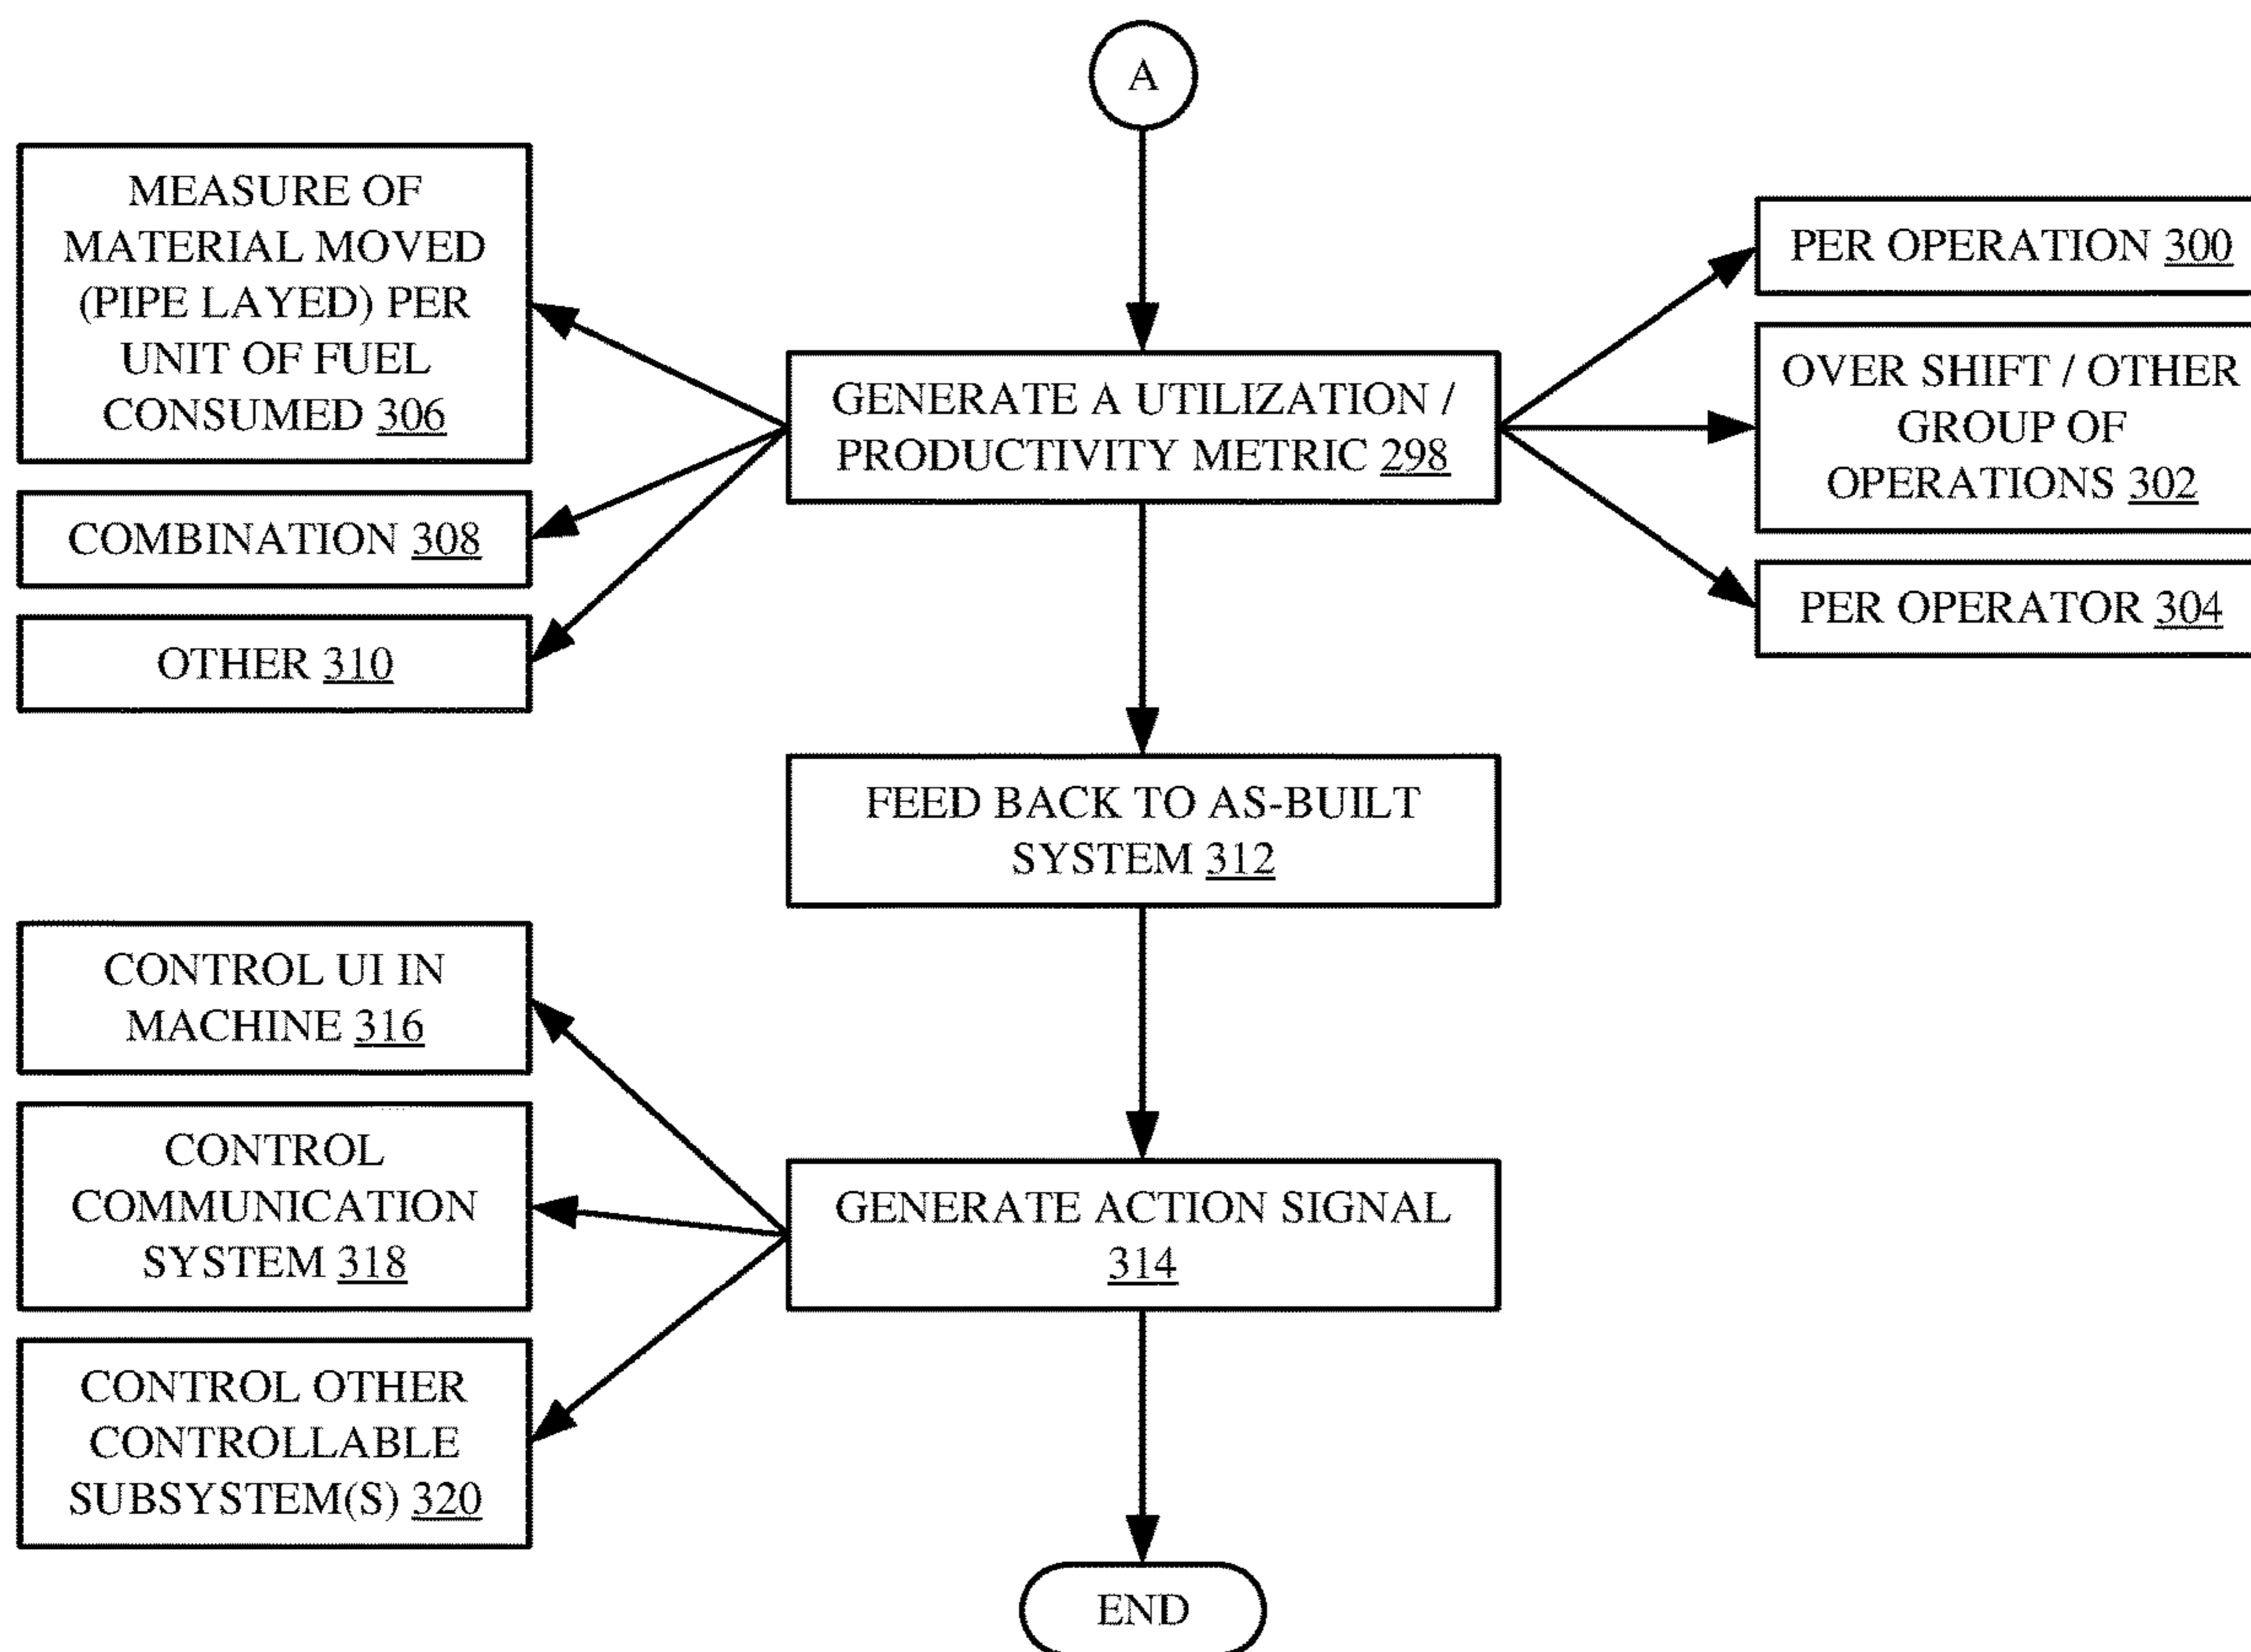 A
MEASURE OF
MATERIAL MOVED
(PIPE LAYED) PER
UNIT OF FUEL
CONSUMED 306
COMBINATION 308
OTHER 310
GENERATE A UTILIZATION /
PRODUCTIVITY METRIC 298
PER OPERATION 300
OVER SHIFT / OTHER
GROUP OF
OPERATIONS 302
PER OPERATOR 304
FEED BACK TO AS-BUILT
SYSTEM 312
CONTROL UI IN
MACHINE 316
CONTROL
COMMUNICATION
SYSTEM 318
CONTROL OTHER
CONTROLLABLE
SUBSYSTEM(S) 320
GENERATE ACTION SIGNAL
314
END